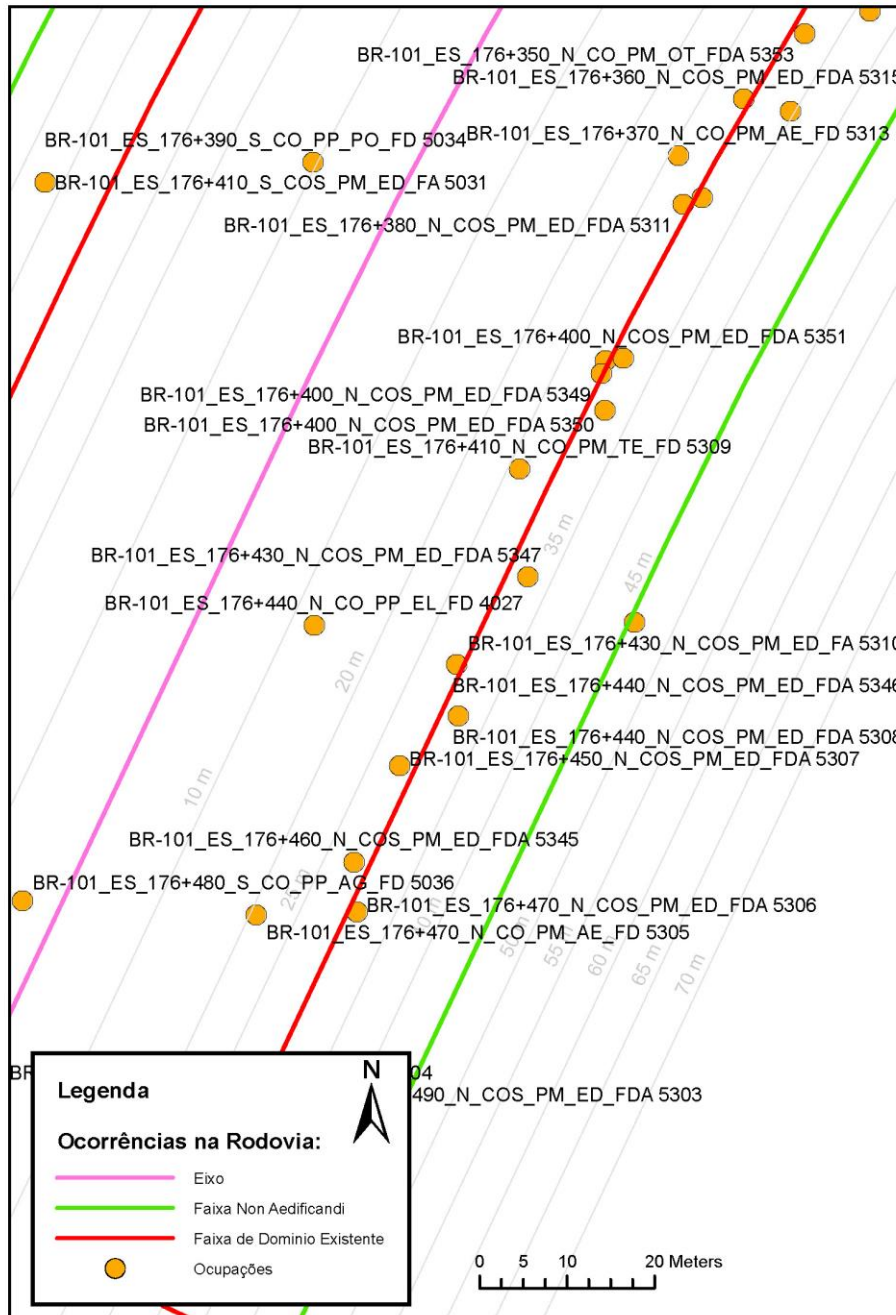 BR-101_ES_176+350_N_CO_PM_OT_FDA 5353
BR-101_ES_176+360_N_COS_PM_ED_FDA 5315
BR-101_ES_176+390_S_CO_PP_PO_FD 5034
BR-101_ES_176+370_N_CO_PM_AE_FD 5313
BR-101_ES_176+410_S_COS_PM_ED_FA 5031
BR-101_ES_176+380_N_COS_PM_ED_FDA 5311
BR-101_ES_176+400_N_COS_PM_ED_FDA 5351
BR-101_ES_176+400_N_COS_PM_ED_FDA 5349
BR-101_ES_176+400_N_COS_PM_ED_FDA 5350
BR-101_ES_176+410_N_CO_PM_TE_FD 5309
35 m
BR-101_ES_176+430_N_COS_PM_ED_FDA 5347
45 m
BR-101_ES_176+440_N_CO_PP_EL_FD 4027
BR-101_ES_176+430_N_COS_PM_ED_FA 5310
20 m
BR-101_ES_176+440_N_COS_PM_ED_FDA 5346
BR-101_ES_176+440_N_COS_PM_ED_FDA 5308
BR-101_ES_176+450_N_COS_PM_ED_FDA 5307
10 m
BR-101_ES_176+460_N_COS_PM_ED_FDA 5345
BR-101_ES_176+480_S_CO_PP_AG_FD 5036
25 m
BR-101_ES_176+470_N_COS_PM_ED_FDA 5306
BR-101_ES_176+470_N_CO_PM_AE_FD 5305
50 m
55 m
60 m
65 m
70 m
BR
04
490_N_COS_PM_ED_FDA 5303
N
Legenda
Ocorrências na Rodovia:
Eixo
Faixa Non Aedificandi
Faixa de Dominio Existente
Ocupações
0 5 10 20 Meters